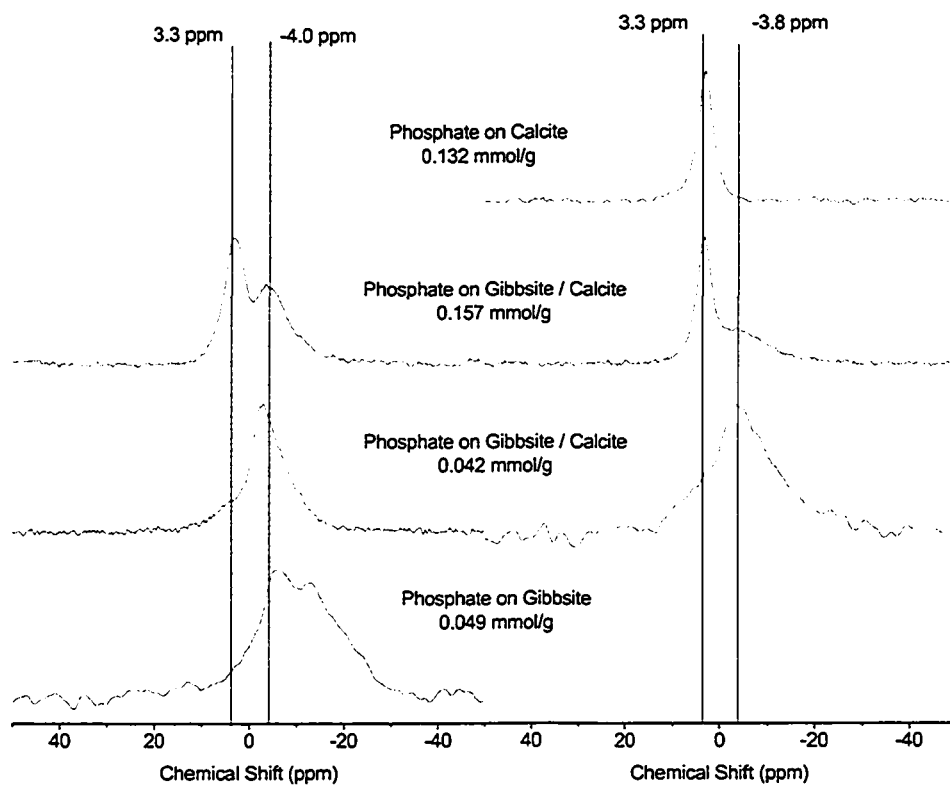 3.3 ppm
-4.0 ppm
3.3 ppm
-3.8 ppm
Phosphate on Calcite
0.132 mmol/g
Phosphate on Gibbsite / Calcite
0.157 mmol/g
Phosphate on Gibbsite / Calcite
0.042 mmol/g
Phosphate on Gibbsite
0.049 mmol/g
40 20 0 -20 -40 20 0 -20 -40
Chemical Shift (ppm) Chemical Shift (ppm)